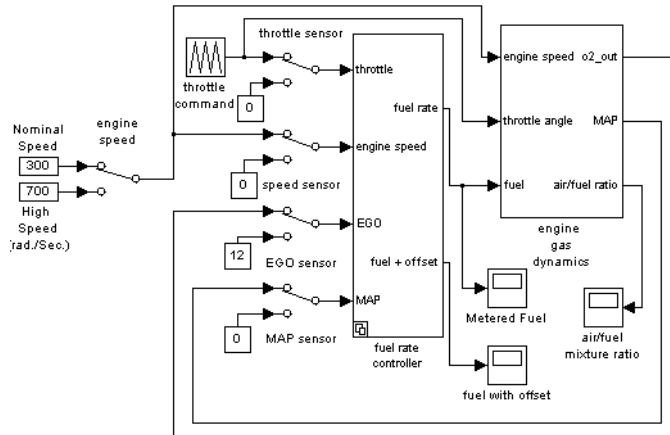 throttle sensor
throttle
command
0
throttle
fuel rate
engine speed
o2_out
throttle angle
MAP
fuel
air/fuel ratio
engine
gas
dynamics
Nominal
Speed
engine
speed
300
700
High
Speed
(rad./Sec.)
engine speed
0
speed sensor
EGO
12
EGO sensor
fuel + offset
MAP
0
MAP sensor
fuel rate
controller
Metered Fuel
air/fuel
mixture ratio
fuel with offset